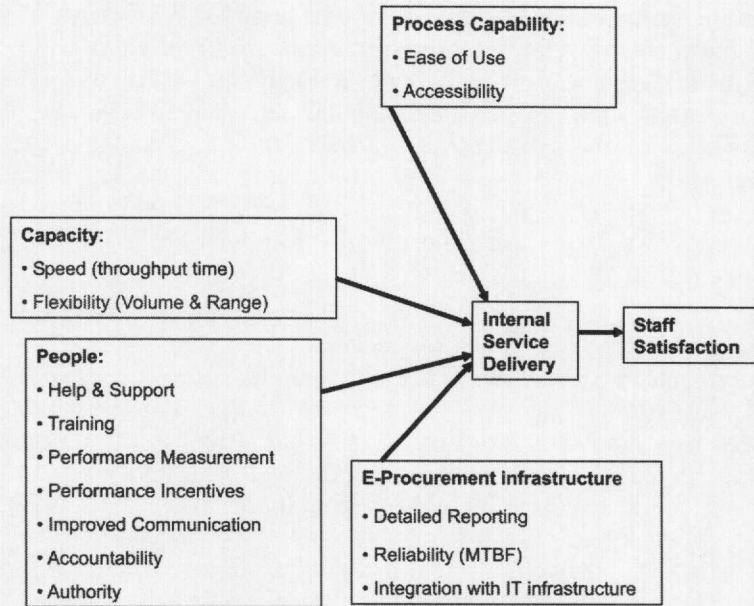 Process Capability:
• Ease of Use
• Accessibility
Capacity:
• Speed (throughput time)
• Flexibility (Volume & Range)
People:
• Help & Support
• Training
• Performance Measurement
• Performance Incentives
• Improved Communication
• Accountability
• Authority
Internal
Service
Delivery
Staff
Satisfaction
E-Procurement infrastructure
• Detailed Reporting
• Reliability (MTBF)
• Integration with IT infrastructure